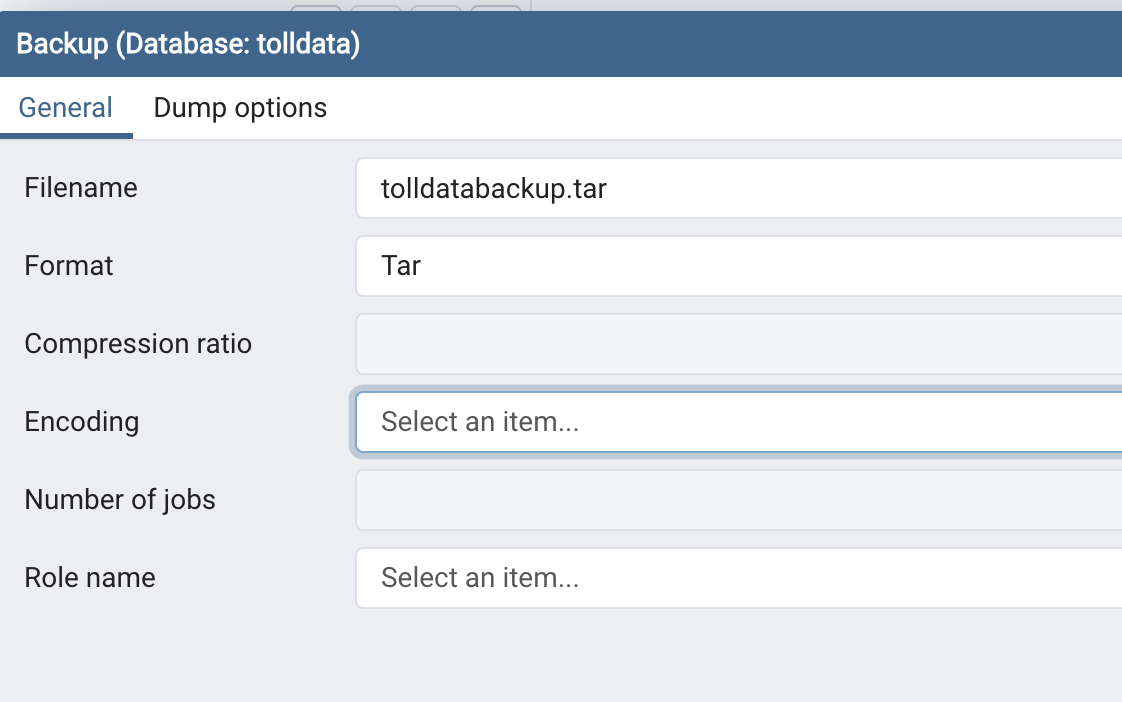 Backup (Database: tolldata)
General Dump options
Filename tolldatabackup.tar
Format Tar
Compression ratio
Encoding Select an item...
Number of jobs
Role name Select an item...